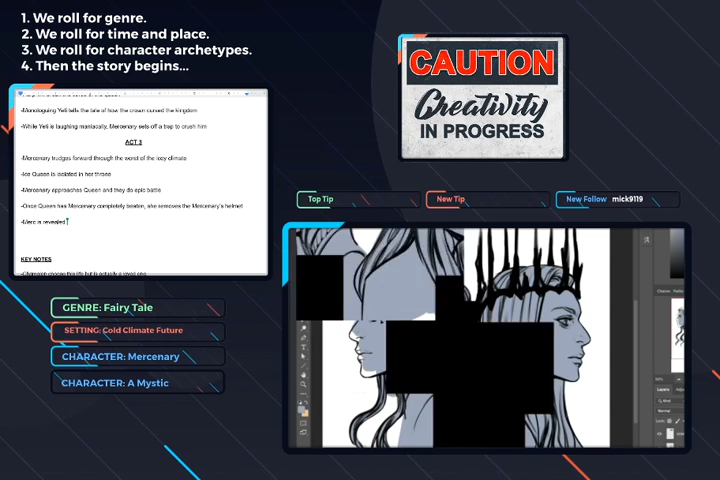 1. We roll for genre.
2. We roll for time and place.
3. We roll for character archetypes.
4. Then the story begins...
-Monologuing Yeti tells the tale of how the crown cursed the kingdom
-While Yeti is laughing maniacally, Mercenary sets off a trap to crush him
ACT 3
-Mercenary trudges forward through the worst of the icey climate
-Ice Queen is isolated in her throne
-Mercenary approaches Queen and they do epic battle
-Once Queen has Mercenary completely beaten, she removes the Mercenary's helmet
-Merc is revealed
KEY NOTES
GENRE: Fairy Tale
SETTING: Cold Climate Future
CHARACTER: Mercenary
CHARACTER: A Mystic
CAUTION
Creativity
IN PROGRESS
Top Tip
New Tip
New Follow mick9119